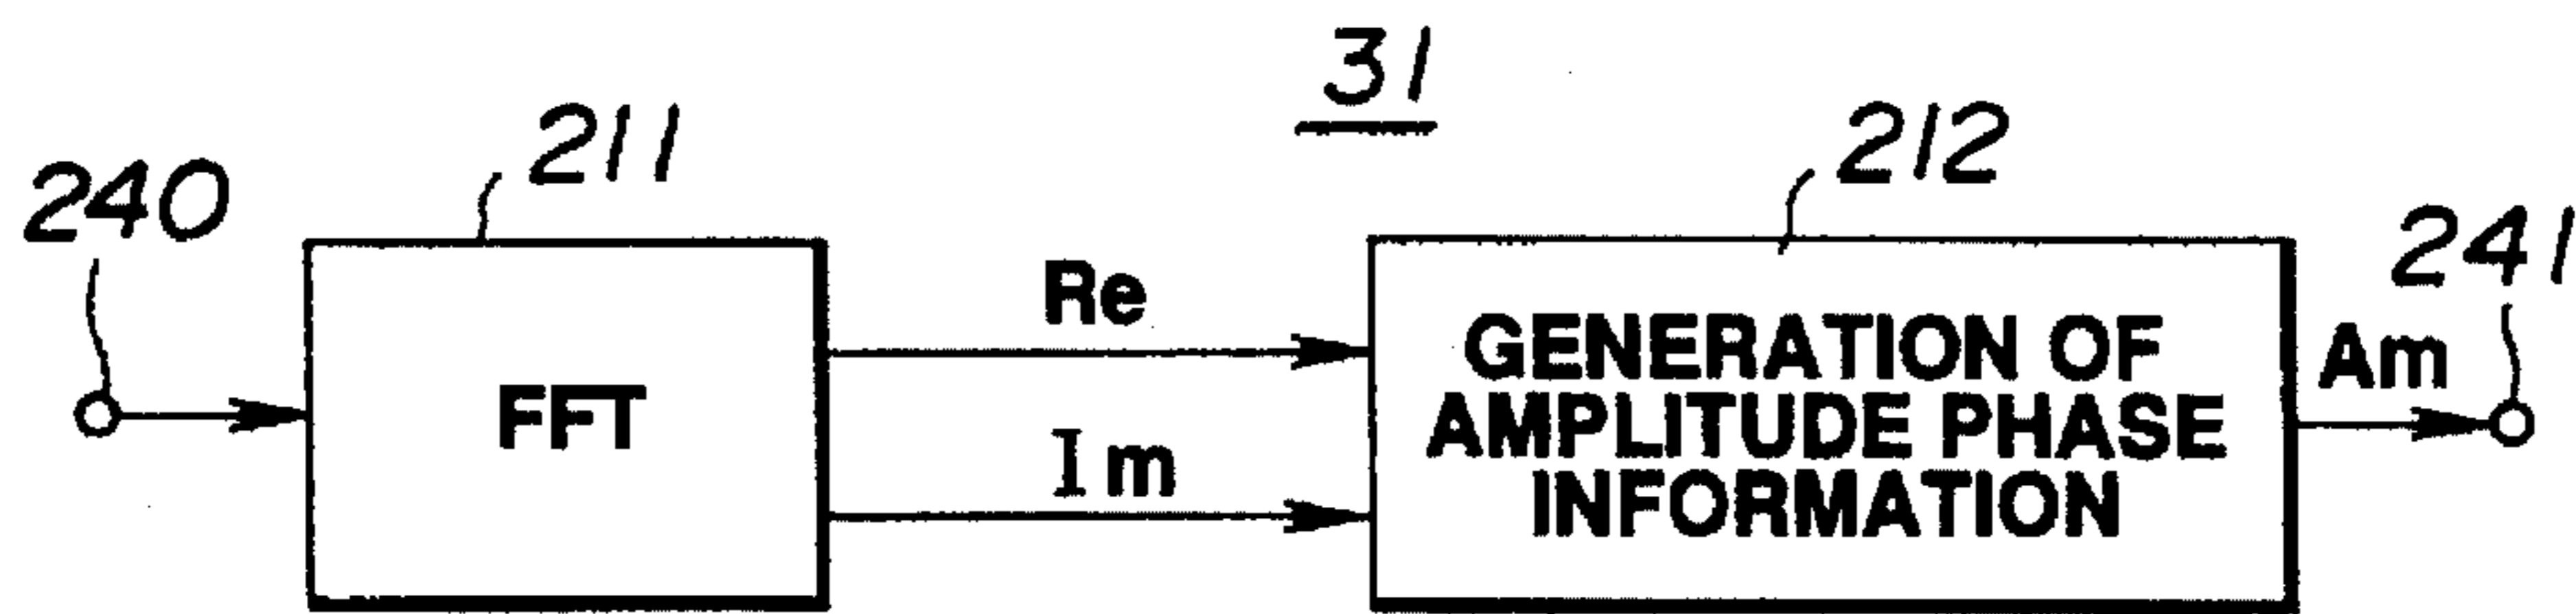 31
240
211
212
241
FFT
Re
Im
GENERATION OF
AMPLITUDE PHASE
INFORMATION
Am